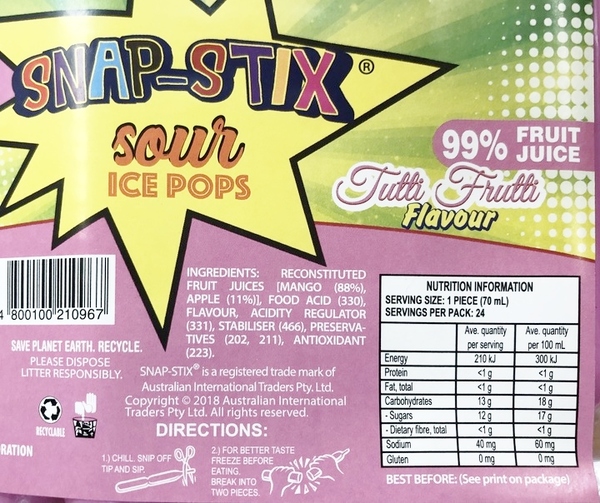 SNAP-STIX®
sour
ICE POPS
99% FRUIT JUICE
Tutti Frutti
Flavour
INGREDIENTS: RECONSTITUTED
FRUIT JUICES [MANGO (88%),
APPLE (11%)], FOOD ACID (330),
FLAVOUR, ACIDITY REGULATOR
(331), STABILISER (466), PRESERVA-
TIVES (202, 211), ANTIOXIDANT
(223).
4 800100 210967
SAVE PLANET EARTH. RECYCLE.
PLEASE DISPOSE
LITTER RESPONSIBLY.
RECYCLABLE
RATION
SNAP-STIX® is a registered trade mark of
Australian International Traders Pty. Ltd.
Copyright © 2018 Australian International
Traders Pty Ltd. All rights reserved.
DIRECTIONS:
1.) CHILL. SNIP OFF
TIP AND SIP.
2.) FOR BETTER TASTE
FREEZE BEFORE
EATING.
BREAK INTO
TWO PIECES.
NUTRITION INFORMATION
SERVING SIZE: 1 PIECE (70 mL)
SERVINGS PER PACK: 24
Ave. quantity per serving Ave. quantity per 100 mL
Energy 210 kJ 300 kJ
Protein <1 g <1 g
Fat, total <1 g <1 g
Carbohydrates 13 g 18 g
- Sugars 12 g 17 g
- Dietary fibre, total <1 g <1 g
Sodium 40 mg 60 mg
Gluten 0 mg 0 mg
BEST BEFORE: (See print on package)